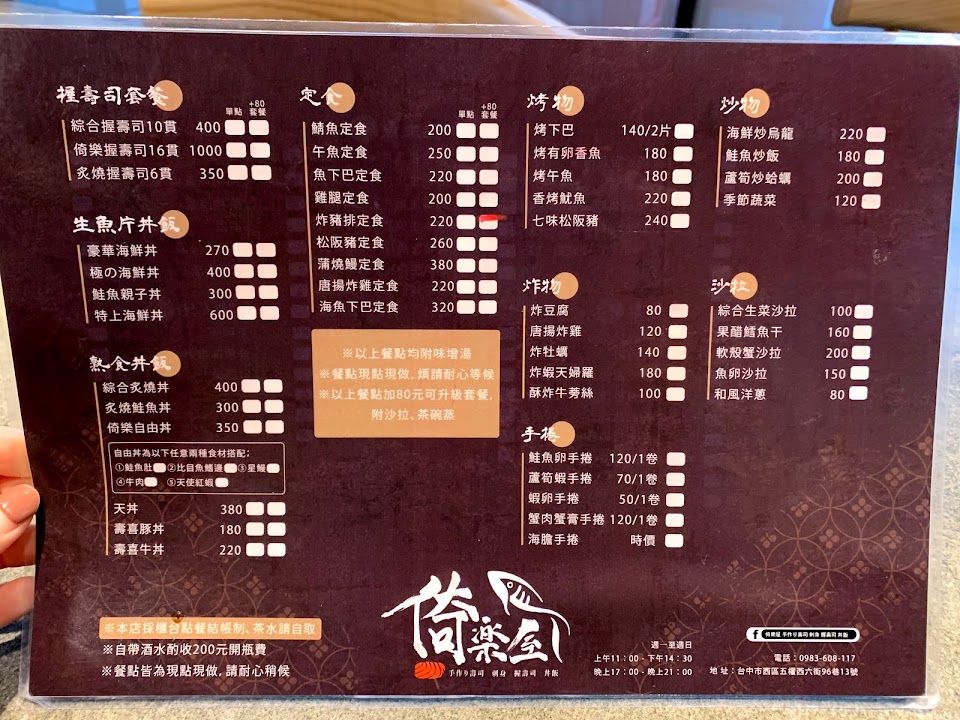 握壽司套餐
單點 +80套餐
綜合握壽司10貫 400
倚樂握壽司16貫 1000
炙燒握壽司6貫 350
生魚片丼飯
豪華海鮮丼 270
極の海鮮丼 400
鮭魚親子丼 300
特上海鮮丼 600
熟食丼飯
綜合炙燒丼 400
炙燒鮭魚丼 300
倚樂自由丼 350
自由丼為以下任意兩種食材搭配:
①鮭魚肚 ②比目魚鰭邊 ③星鰻
④牛肉 ⑤天使紅蝦
天丼 380
壽喜豚丼 180
壽喜牛丼 220
定食
單點 +80套餐
鯖魚定食 200
午魚定食 250
魚下巴定食 220
雞腿定食 200
炸豬排定食 220
松阪豬定食 260
蒲燒鰻定食 380
唐揚炸雞定食 220
海魚下巴定食 320
※以上餐點均附味增湯
※餐點現點現做,煩請耐心等候
※以上餐點加80元可升級套餐,
附沙拉、茶碗蒸
烤物
烤下巴 140/2片
烤有卵香魚 180
烤午魚 180
香烤魷魚 220
七味松阪豬 240
炸物
炸豆腐 80
唐揚炸雞 120
炸牡蠣 140
炸蝦天婦羅 180
酥炸牛蒡絲 100
手捲
鮭魚卵手捲 120/1卷
蘆筍蝦手捲 70/1卷
蝦卵手捲 50/1卷
蟹肉蟹膏手捲 120/1卷
海膽手捲 時價
炒物
海鮮炒烏龍 220
鮭魚炒飯 180
蘆筍炒蛤蠣 200
季節蔬菜 120
沙拉
綜合生菜沙拉 100
果醋鱈魚干 160
軟殼蟹沙拉 200
魚卵沙拉 150
和風洋蔥 80
※本店採櫃台點餐結帳制、茶水請自取
※自帶酒水酌收200元開瓶費
※餐點皆為現點現做,請耐心稍候
倚楽屋
手作り壽司 刺身 握壽司 丼飯
週一至週日
上午11:00 - 下午14:30
晚上17:00 - 晚上21:00
f 倚樂屋 手作り壽司 刺身 握壽司 丼飯
電話:0983-608-117
地址:台中市西區五權西六街96巷13號